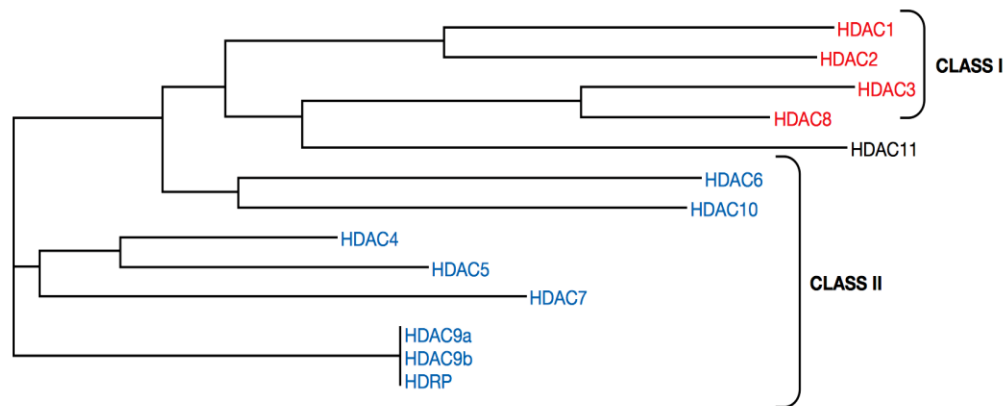 HDAC1
HDAC2
CLASS I
HDAC3
HDAC8
HDAC11
HDAC6
HDAC10
HDAC4
HDAC5
CLASS II
HDAC7
HDAC9a
HDAC9b
HDRP